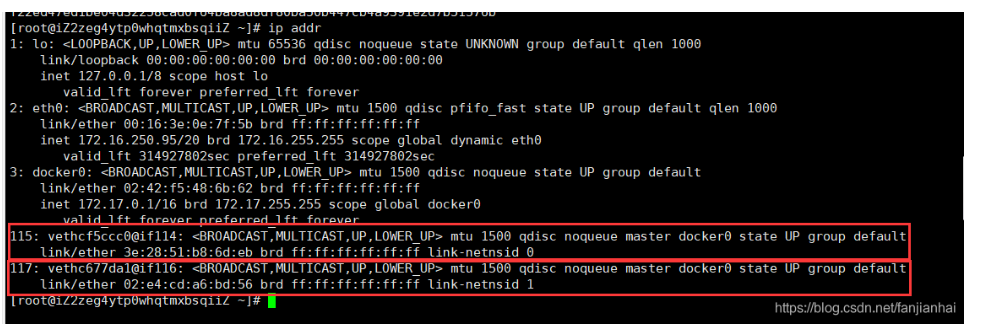 [root@iZ2zeg4ytp0whqtmxbsqiiZ ~]# ip addr
1: lo: <LOOPBACK,UP,LOWER_UP> mtu 65536 qdisc noqueue state UNKNOWN group default qlen 1000
link/loopback 00:00:00:00:00:00 brd 00:00:00:00:00:00
inet 127.0.0.1/8 scope host lo
valid_lft forever preferred_lft forever
2: eth0: <BROADCAST,MULTICAST,UP,LOWER_UP> mtu 1500 qdisc pfifo_fast state UP group default qlen 1000
link/ether 00:16:3e:0e:7f:5b brd ff:ff:ff:ff:ff:ff
inet 172.16.250.95/20 brd 172.16.255.255 scope global dynamic eth0
valid_lft 314927802sec preferred_lft 314927802sec
3: docker0: <BROADCAST,MULTICAST,UP,LOWER_UP> mtu 1500 qdisc noqueue state UP group default
link/ether 02:42:f5:48:6b:62 brd ff:ff:ff:ff:ff:ff
inet 172.17.0.1/16 brd 172.17.255.255 scope global docker0
valid_lft forever preferred_lft forever
115: vethcf5ccc0@if114: <BROADCAST,MULTICAST,UP,LOWER_UP> mtu 1500 qdisc noqueue master docker0 state UP group default
link/ether 3e:28:51:b8:6d:eb brd ff:ff:ff:ff:ff:ff link-netnsid 0
117: vethc677da1@if116: <BROADCAST,MULTICAST,UP,LOWER_UP> mtu 1500 qdisc noqueue master docker0 state UP group default
link/ether 02:e4:cd:a6:bd:56 brd ff:ff:ff:ff:ff:ff link-netnsid 1
[root@iZ2zeg4ytp0whqtmxbsqiiZ ~]#
https://blog.csdn.net/fanjianhai